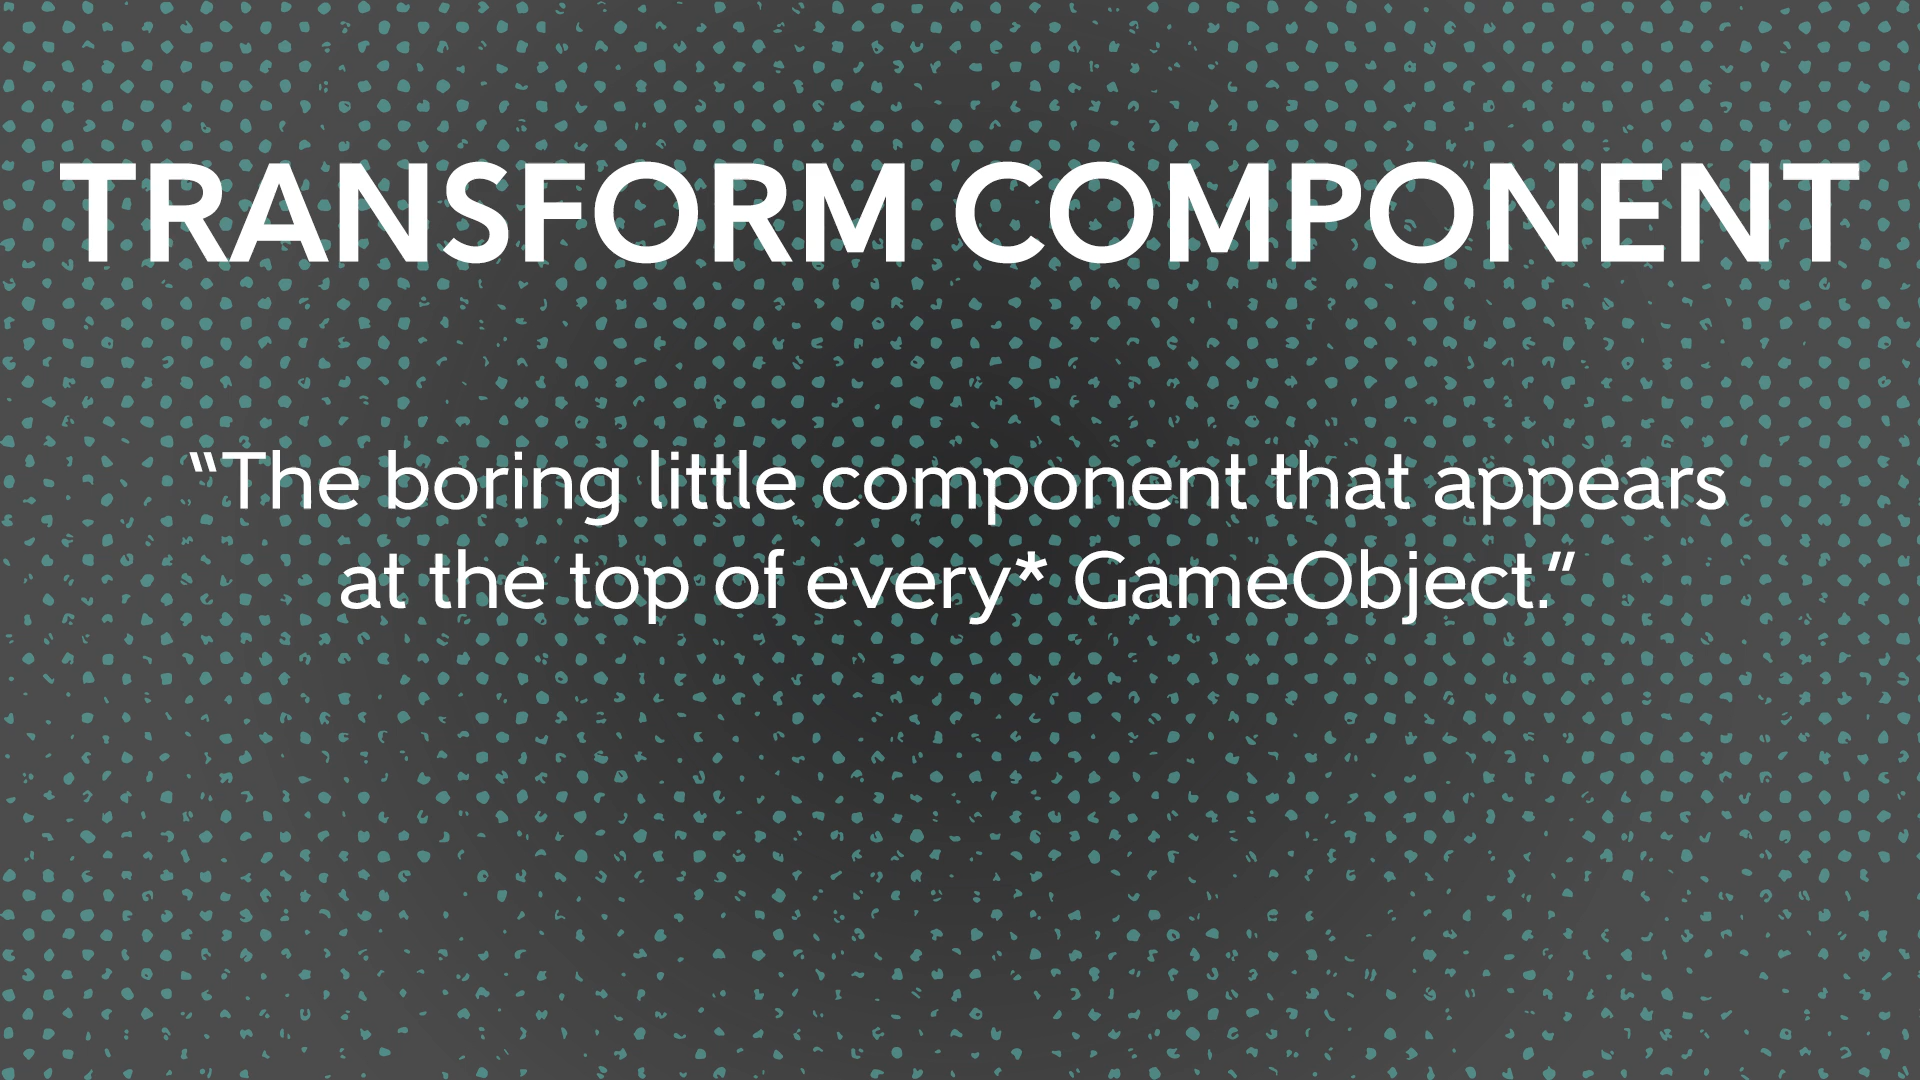 TRANSFORM COMPONENT
“The boring little component that appears
at the top of every* GameObject.”